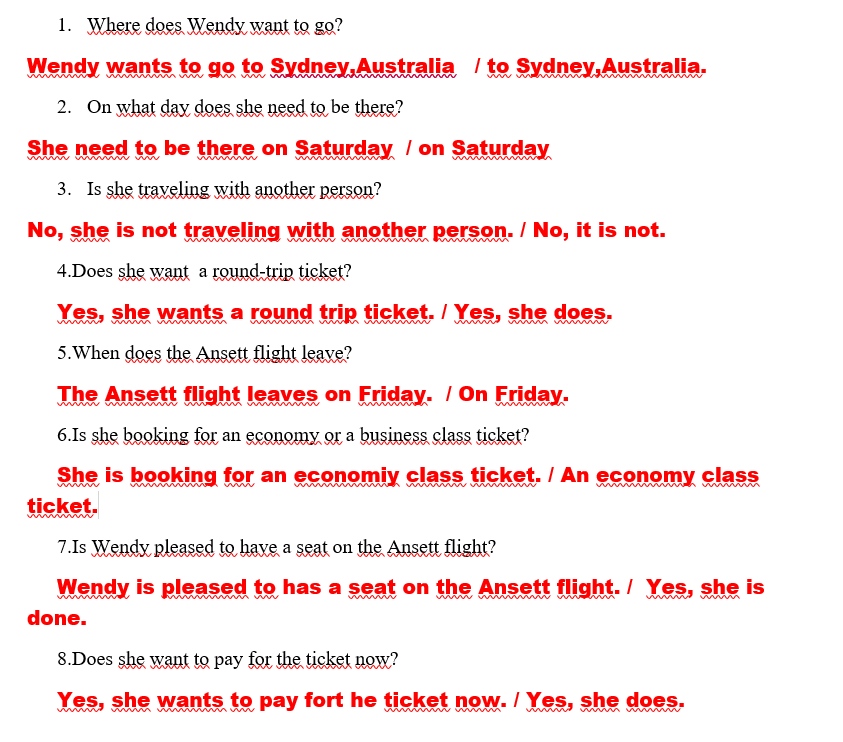 1. Where does Wendy want to go?
Wendy wants to go to Sydney,Australia / to Sydney,Australia.
2. On what day does she need to be there?
She need to be there on Saturday / on Saturday
3. Is she traveling with another person?
No, she is not traveling with another person. / No, it is not.
4.Does she want a round-trip ticket?
Yes, she wants a round trip ticket. / Yes, she does.
5.When does the Ansett flight leave?
The Ansett flight leaves on Friday. / On Friday.
6.Is she booking for an economy or a business class ticket?
She is booking for an economiy class ticket. / An economy class
ticket.
7.Is Wendy pleased to have a seat on the Ansett flight?
Wendy is pleased to has a seat on the Ansett flight. / Yes, she is
done.
8.Does she want to pay for the ticket now?
Yes, she wants to pay fort he ticket now. / Yes, she does.